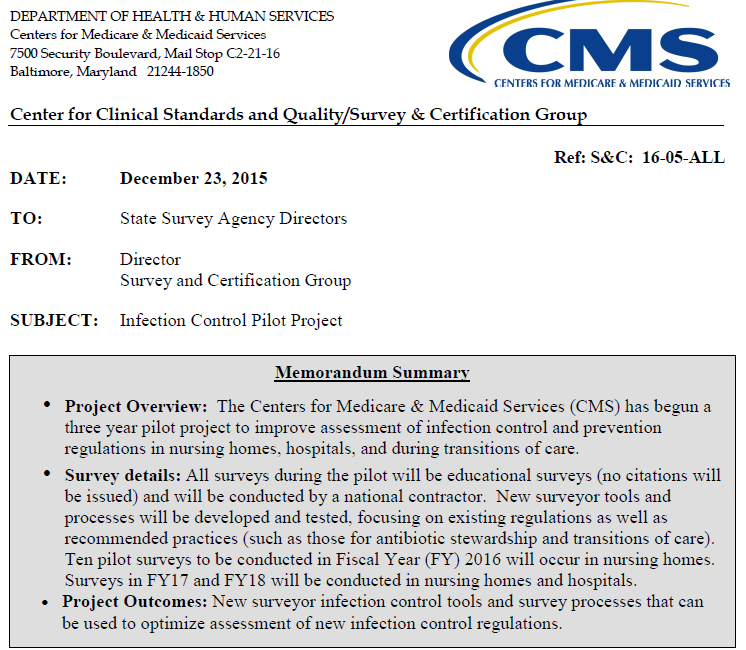 DEPARTMENT OF HEALTH & HUMAN SERVICES
Centers for Medicare & Medicaid Services
7500 Security Boulevard, Mail Stop C2-21-16
Baltimore, Maryland 21244-1850
CMS
CENTERS FOR MEDICARE & MEDICAID SERVICES
Center for Clinical Standards and Quality/Survey & Certification Group
Ref: S&C: 16-05-ALL
DATE: December 23, 2015
TO: State Survey Agency Directors
FROM: Director
Survey and Certification Group
SUBJECT: Infection Control Pilot Project
Memorandum Summary
• Project Overview: The Centers for Medicare & Medicaid Services (CMS) has begun a
three year pilot project to improve assessment of infection control and prevention
regulations in nursing homes, hospitals, and during transitions of care.
• Survey details: All surveys during the pilot will be educational surveys (no citations will
be issued) and will be conducted by a national contractor. New surveyor tools and
processes will be developed and tested, focusing on existing regulations as well as
recommended practices (such as those for antibiotic stewardship and transitions of care).
Ten pilot surveys to be conducted in Fiscal Year (FY) 2016 will occur in nursing homes.
Surveys in FY17 and FY18 will be conducted in nursing homes and hospitals.
• Project Outcomes: New surveyor infection control tools and survey processes that can
be used to optimize assessment of new infection control regulations.